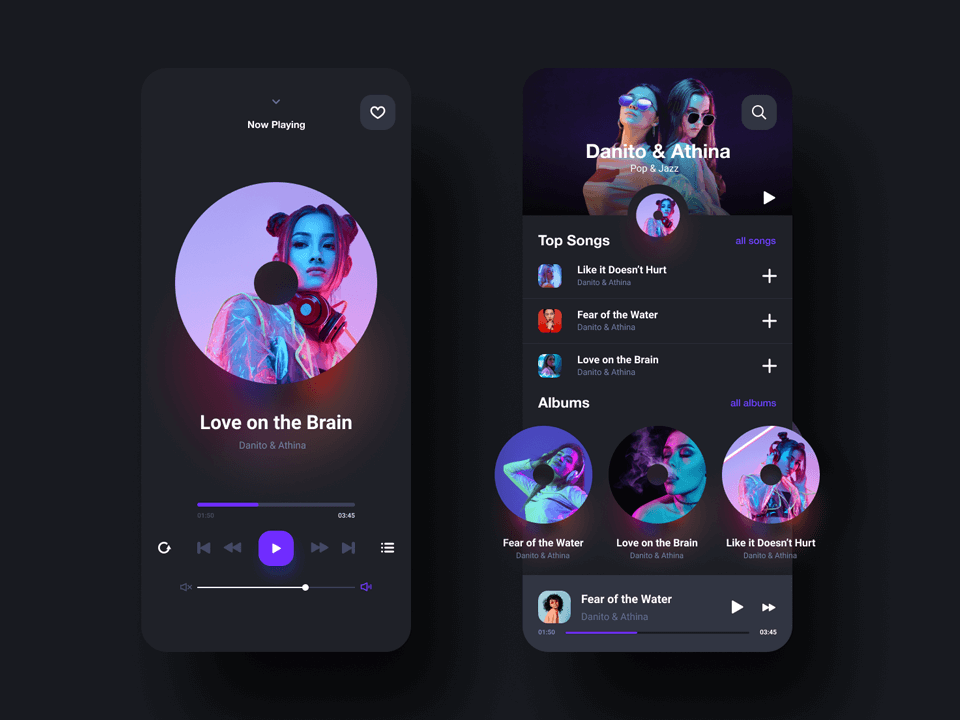 Now Playing
Love on the Brain
Danito & Athina
01:50
03:45
Danito & Athina
Pop & Jazz
Top Songs
all songs
Like it Doesn't Hurt
Danito & Athina
Fear of the Water
Danito & Athina
Love on the Brain
Danito & Athina
Albums
all albums
Fear of the Water
Danito & Athina
Love on the Brain
Danito & Athina
Like it Doesn't Hurt
Danito & Athina
Fear of the Water
Danito & Athina
01:50
03:45